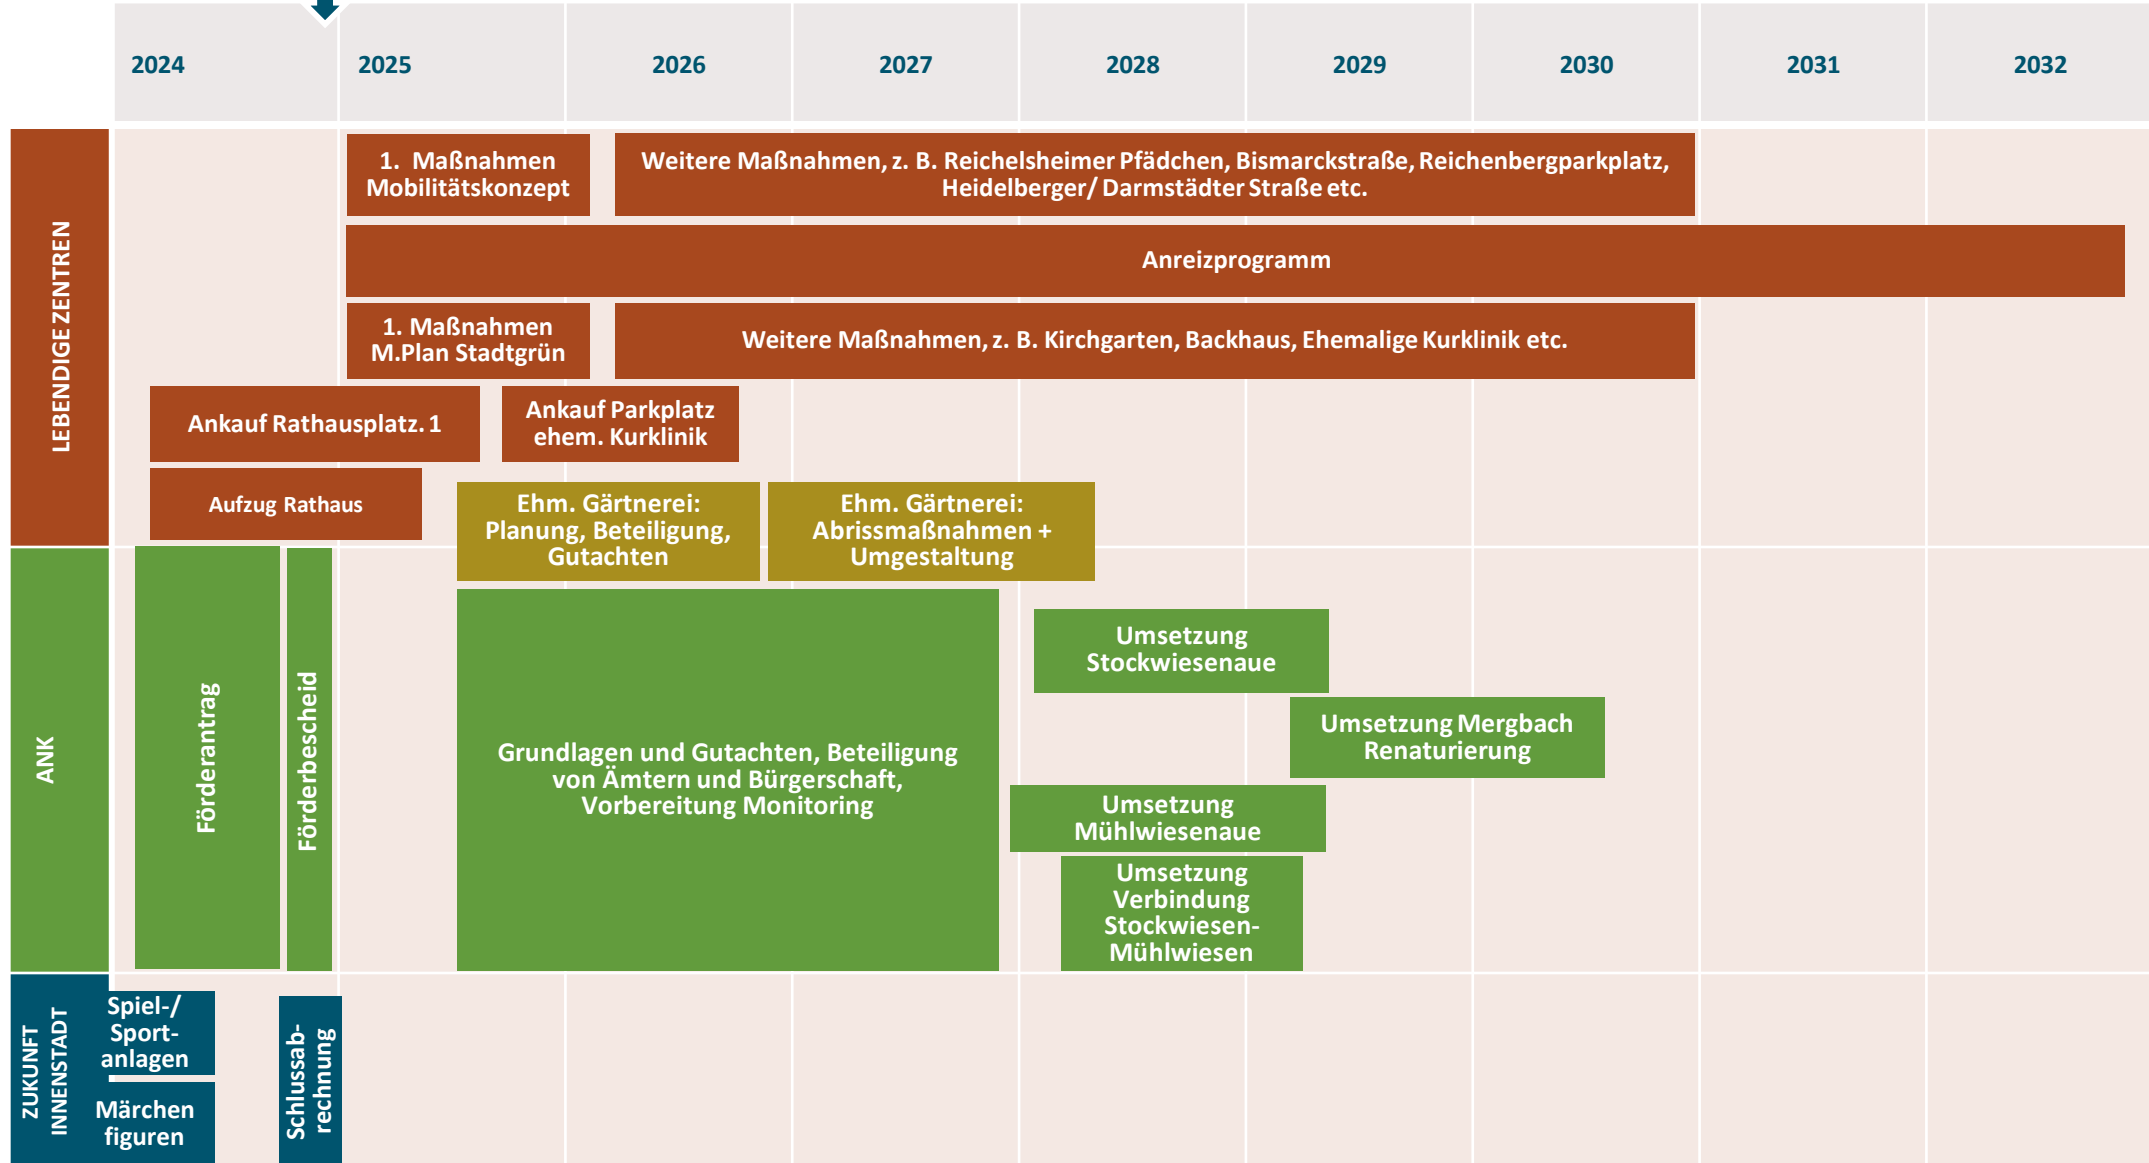 2024
2025
2026
2027
2028
2029
2030
2031
2032
LEBENDIGE ZENTREN
1. Maßnahmen
Mobilitätskonzept
Weitere Maßnahmen, z. B. Reichelsheimer Pfädchen, Bismarckstraße, Reichenbergparkplatz,
Heidelberger/ Darmstädter Straße etc.
Anreizprogramm
1. Maßnahmen
M.Plan Stadtgrün
Weitere Maßnahmen, z. B. Kirchgarten, Backhaus, Ehemalige Kurklinik etc.
Ankauf Rathausplatz. 1
Ankauf Parkplatz
ehem. Kurklinik
Aufzug Rathaus
Ehm. Gärtnerei:
Planung, Beteiligung,
Gutachten
Ehm. Gärtnerei:
Abrissmaßnahmen +
Umgestaltung
ANK
Förderantrag
Förderbescheid
Grundlagen und Gutachten, Beteiligung
von Ämtern und Bürgerschaft,
Vorbereitung Monitoring
Umsetzung
Stockwiesenaue
Umsetzung Mergbach
Renaturierung
Umsetzung
Mühlwiesenaue
Umsetzung
Verbindung
Stockwiesen-
Mühlwiesen
ZUKUNFT
INNENSTADT
Spiel-/
Sport-
anlagen
Märchen
figuren
Schlussab-
rechnung